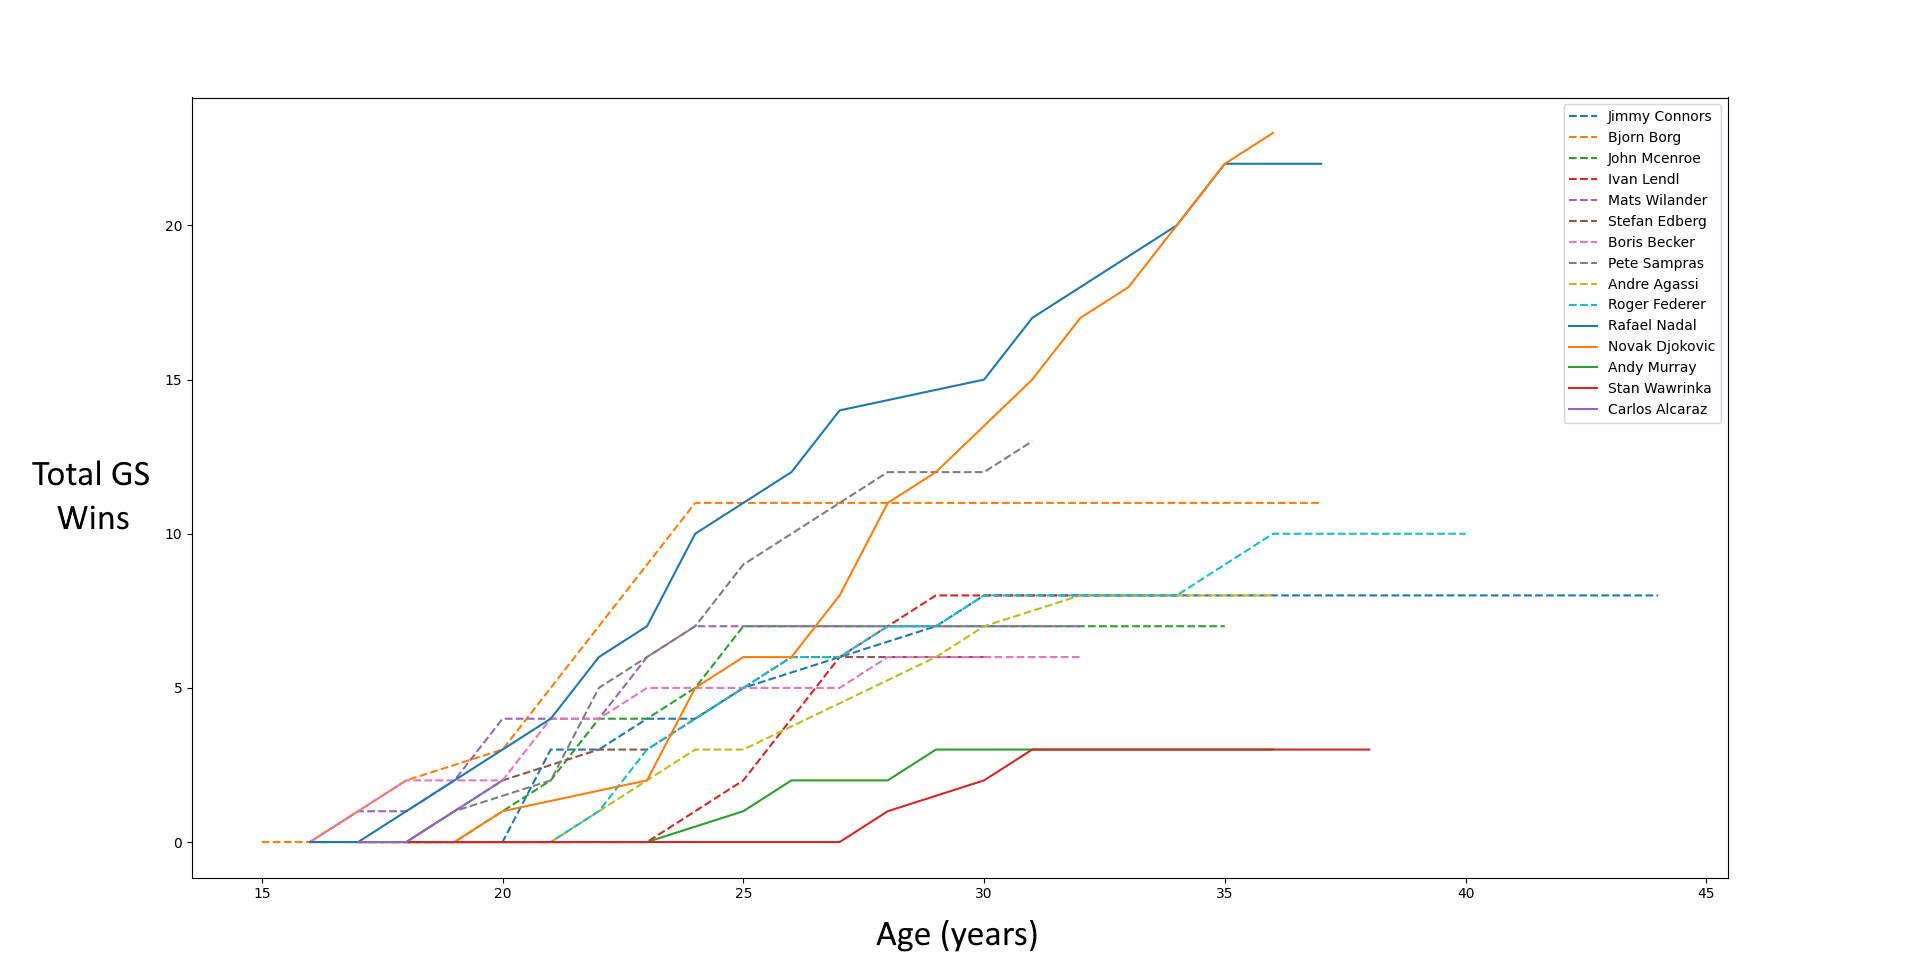 Jimmy Connors
Bjorn Borg
John Mcenroe
Ivan Lendl
Mats Wilander
Stefan Edberg
Boris Becker
Pete Sampras
Andre Agassi
Roger Federer
Rafael Nadal
Novak Djokovic
Andy Murray
Stan Wawrinka
Carlos Alcaraz
20
15
10
5
0
Total GS
Wins
15 20 25 30 35 40 45
Age (years)